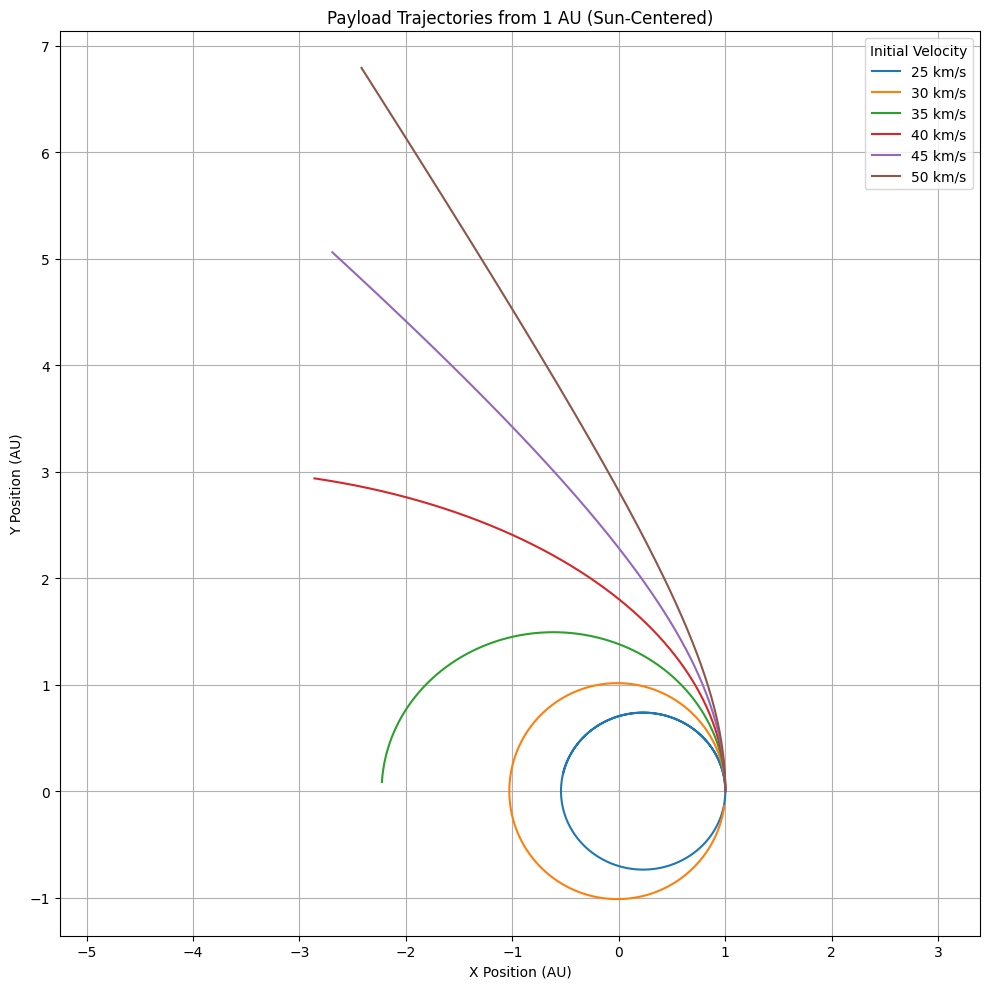 Payload Trajectories from 1 AU (Sun-Centered)
Initial Velocity
25 km/s
30 km/s
35 km/s
40 km/s
45 km/s
50 km/s
7
6
5
4
3
2
1
0
−1
Y Position (AU)
−5 −4 −3 −2 −1 0 1 2 3
X Position (AU)